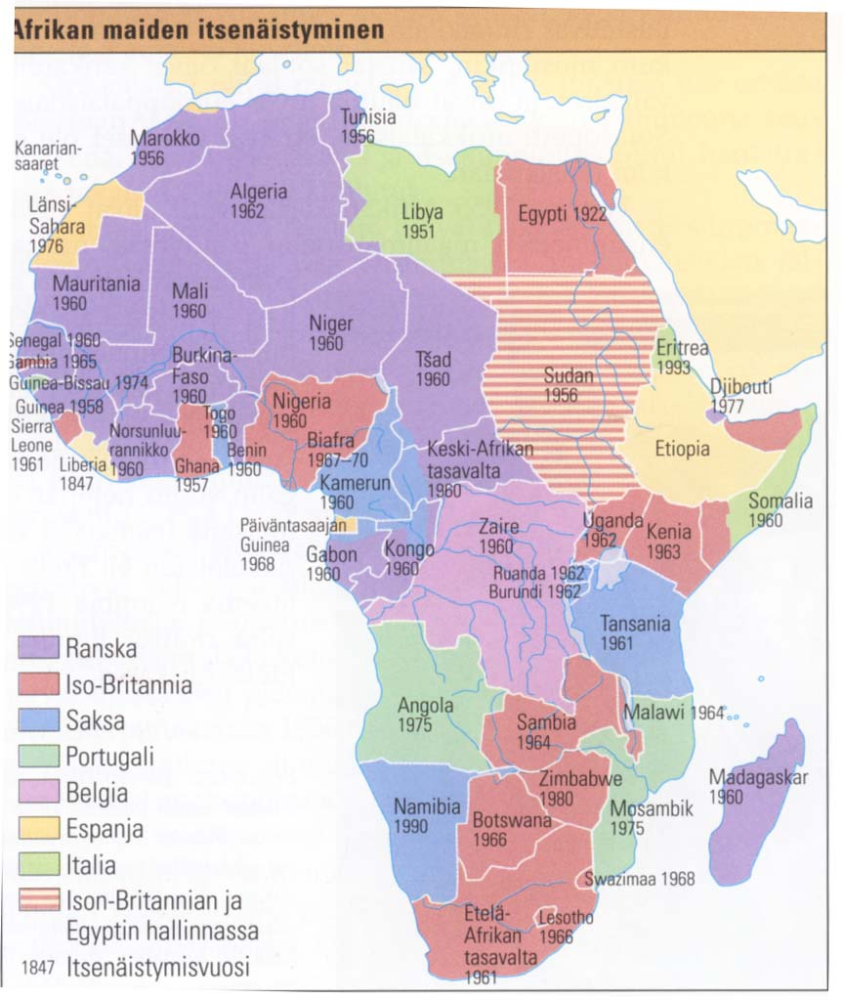 Afrikan maiden itsenäistyminen
Tunisia
1956
Marokko
1956
Kanarian-
saaret
Algeria
1962
Länsi-
Sahara
1976
Libya
1951
Egypti 1922
Mauritania
1960
Mali
1960
Niger
1960
Tšad
1960
Sudan
1956
Eritrea
1993
Djibouti
1977
Senegal 1960
Gambia 1965
Guinea-Bissau 1974
Guinea 1958
Sierra
Leone
1961
Liberia
1847
Burkina-
Faso
1960
Norsunluu-
rannikko
1960
Ghana
1957
Togo
1960
Benin
1960
Nigeria
1960
Biafra
1967–70
Kamerun
1960
Keski-Afrikan
tasavalta
1960
Etiopia
Somalia
1960
Päiväntasaajan
Guinea
1968
Gabon
1960
Kongo
1960
Zaire
1960
Uganda
1962
Kenia
1963
Ruanda 1962
Burundi 1962
Tansania
1961
Angola
1975
Sambia
1964
Malawi 1964
Namibia
1990
Botswana
1966
Zimbabwe
1980
Mosambik
1975
Madagaskar
1960
Swazimaa 1968
Lesotho
1966
Etelä-
Afrikan
tasavalta
1961
Ranska
Iso-Britannia
Saksa
Portugali
Belgia
Espanja
Italia
Ison-Britannian ja
Egyptin hallinnassa
1847 Itsenäistymisvuosi